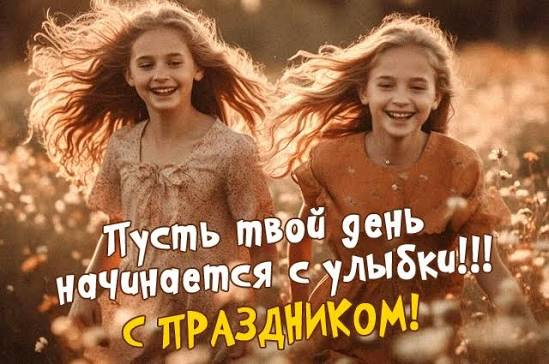 Пусть твой день
начинается с улыбки!!!
С ПРАЗДНИКОМ!